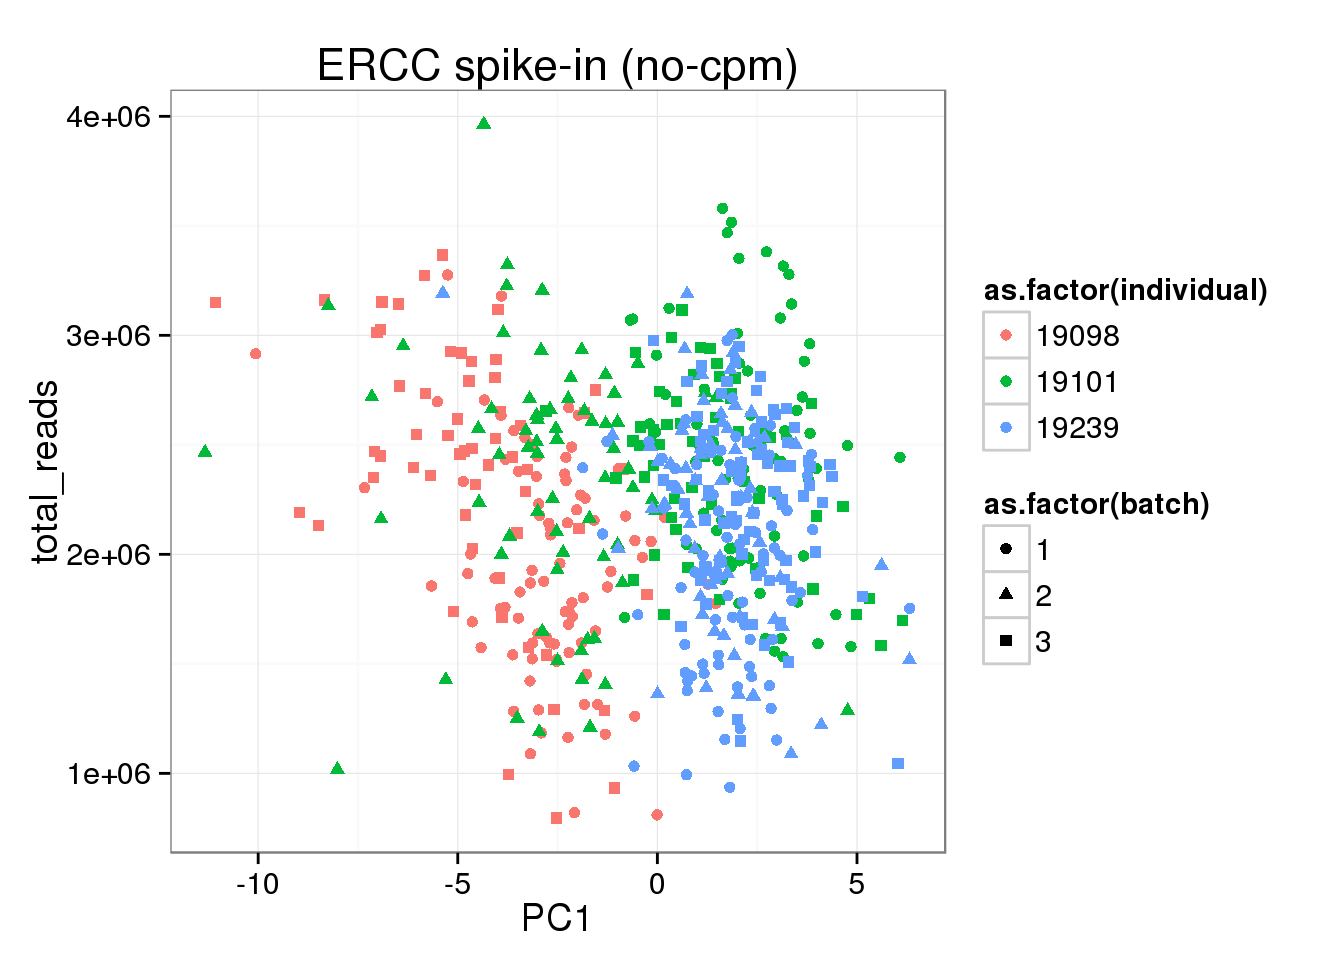 ERCC spike-in (no-cpm)
4e+06
3e+06
2e+06
1e+06
total_reads
-10
-5
0
5
PC1
as.factor(individual)
19098
19101
19239
as.factor(batch)
1
2
3